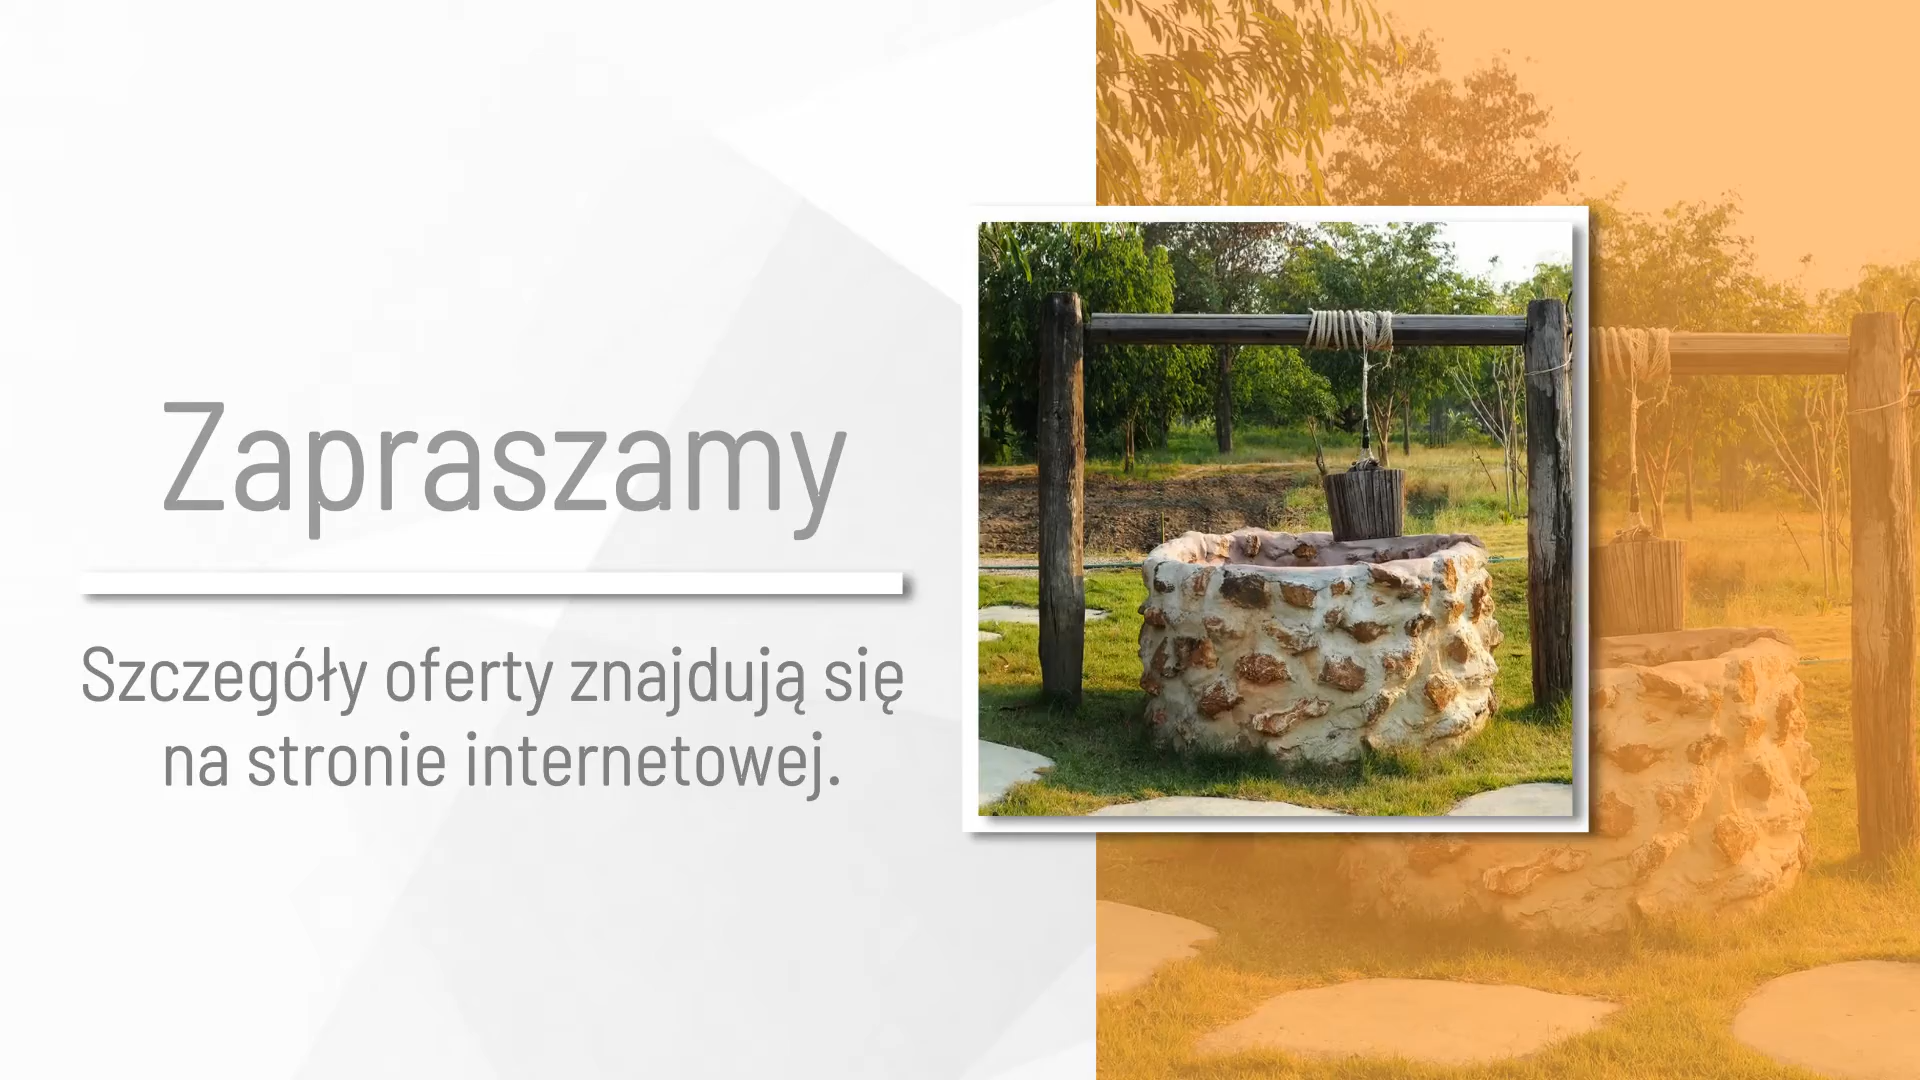 Zapraszamy
Szczegóły oferty znajdują się
na stronie internetowej.